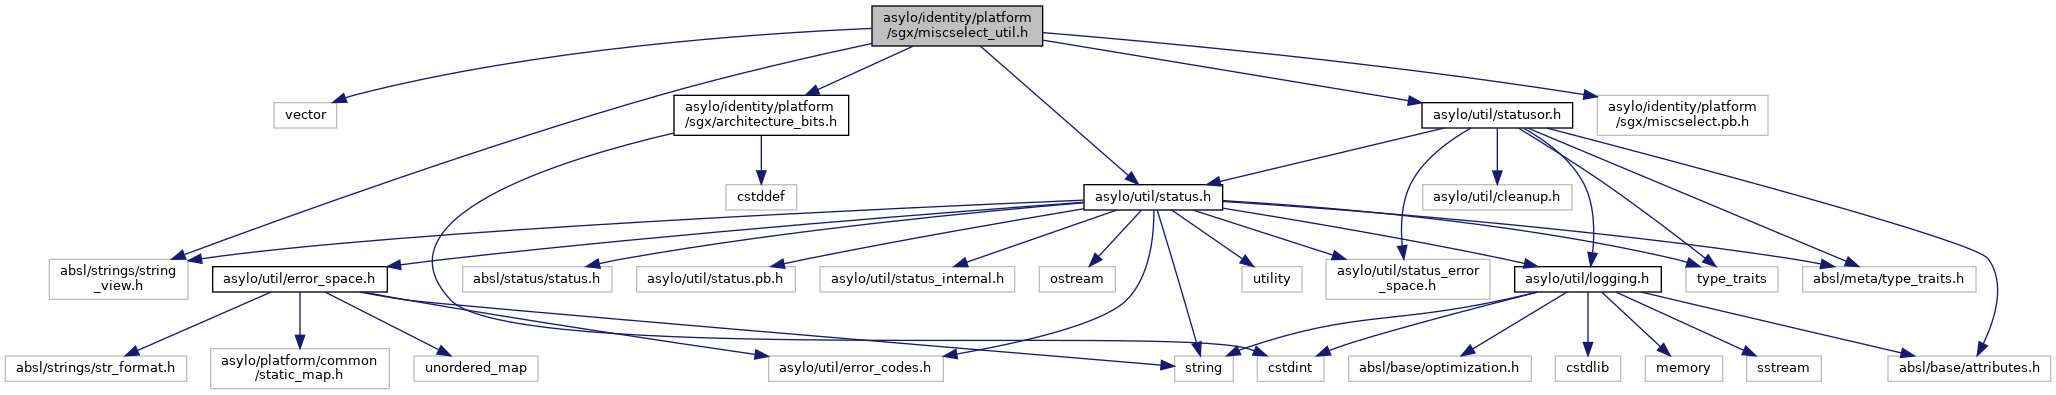 asylo/identity/platform
/sgx/miscselect_util.h
vector
asylo/identity/platform
/sgx/architecture_bits.h
asylo/util/statusor.h
asylo/identity/platform
/sgx/miscselect.pb.h
cstddef
asylo/util/status.h
asylo/util/cleanup.h
absl/strings/string
_view.h
asylo/util/error_space.h
absl/status/status.h
asylo/util/status.pb.h
asylo/util/status_internal.h
ostream
utility
asylo/util/status_error
_space.h
asylo/util/logging.h
type_traits
absl/meta/type_traits.h
absl/strings/str_format.h
asylo/platform/common
/static_map.h
unordered_map
asylo/util/error_codes.h
string
cstdint
absl/base/optimization.h
cstdlib
memory
sstream
absl/base/attributes.h